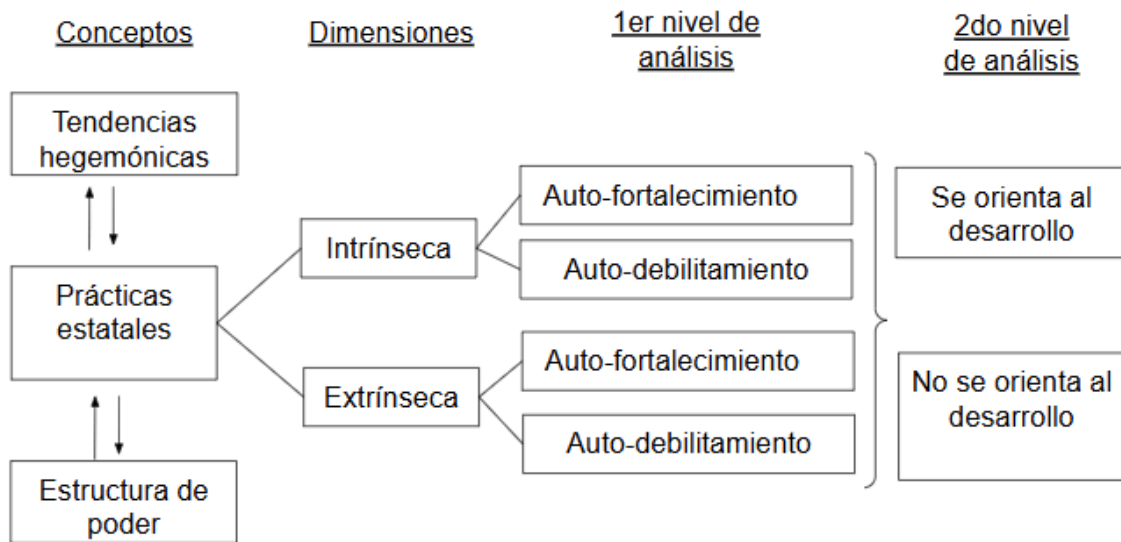 Conceptos
Dimensiones
1er nivel de
análisis
2do nivel
de análisis
Tendencias
hegemónicas
Prácticas
estatales
Estructura de
poder
Intrínseca
Extrínseca
Auto-fortalecimiento
Auto-debilitamiento
Auto-fortalecimiento
Auto-debilitamiento
Se orienta al
desarrollo
No se orienta al
desarrollo